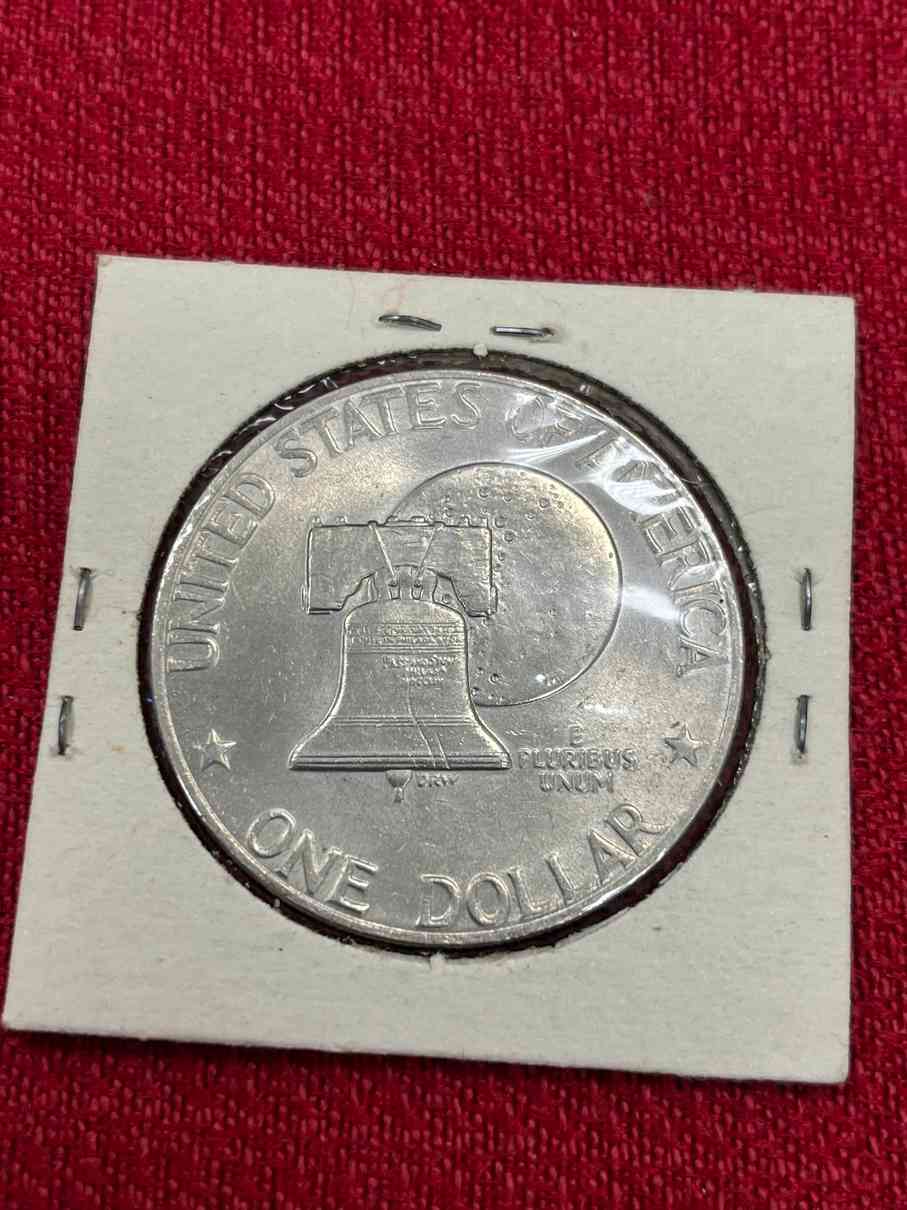 UNITED STATES OF AMERICA
E
PLURIBUS
UNUM
DRW
ONE DOLLAR